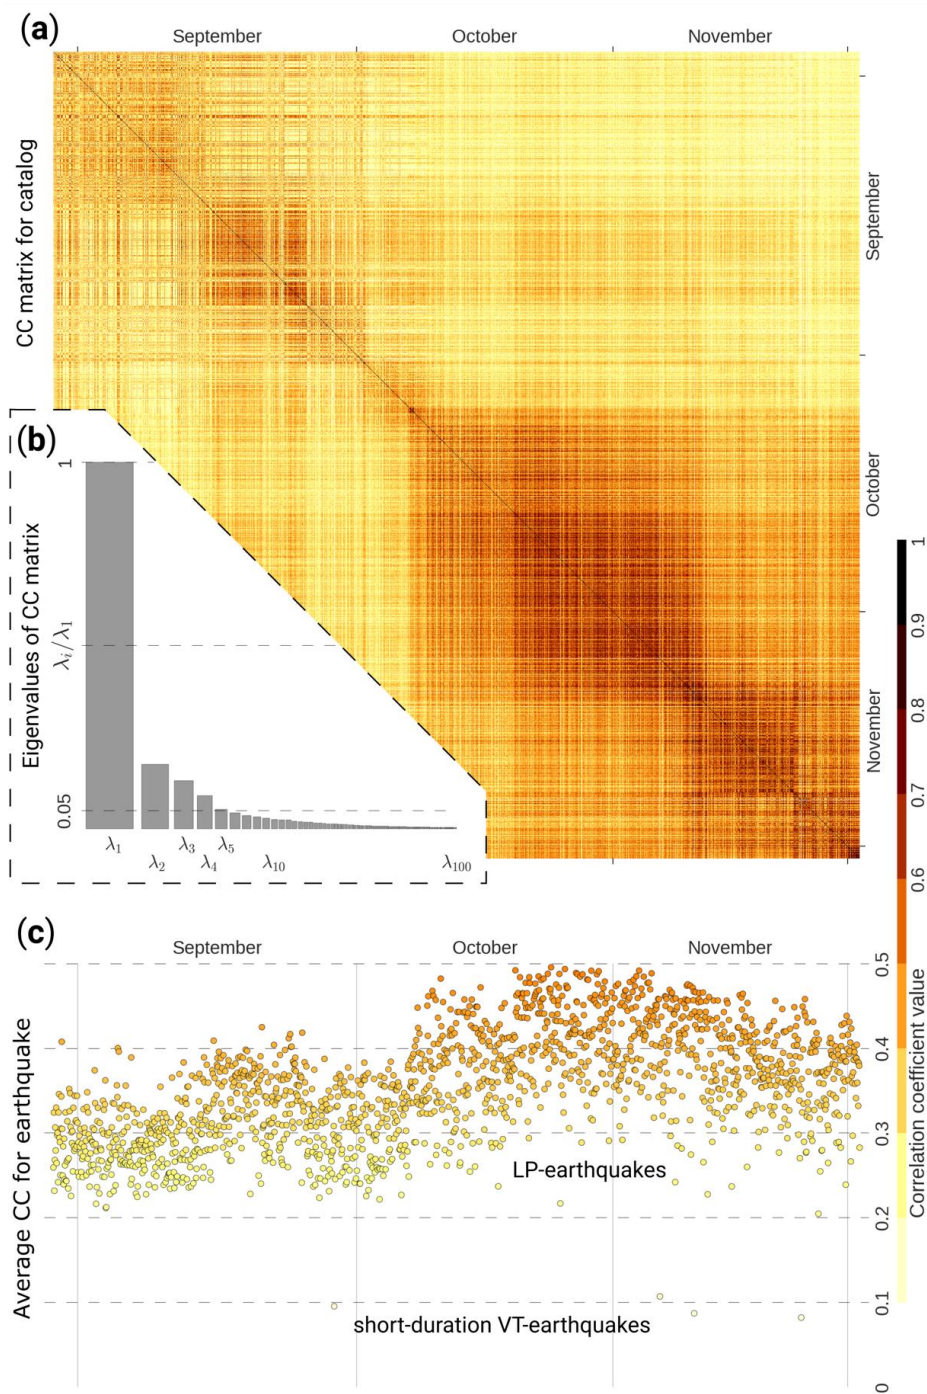 (a)
September October November
CC matrix for catalog
September
October
November
(b)
Eigenvalues of CC matrix
λi/λ1
1
0.05
λ1
λ2
λ3
λ4
λ5
λ10
λ100
1
0.9
0.8
0.7
0.6
0.5
0.4
0.3
0.2
0.1
0
Correlation coefficient value
(c)
September October November
Average CC for earthquake
LP-earthquakes
short-duration VT-earthquakes